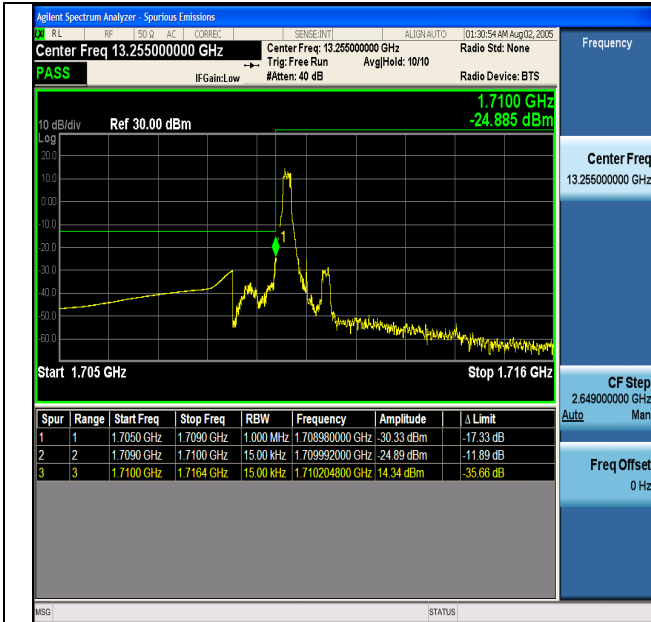 Agilent Spectrum Analyzer - Spurious Emissions
RL RF 50 Ω AC CORREC SENSE:INT ALIGN AUTO 01:30:54 AM Aug 02, 2005
Center Freq 13.255000000 GHz
Center Freq: 13.255000000 GHz
Radio Std: None
Trig: Free Run Avg|Hold: 10/10
PASS
IFGain:Low
#Atten: 40 dB
Radio Device: BTS
1.7100 GHz
-24.885 dBm
10 dB/div Ref 30.00 dBm
Log
20.0
10.0
0.00
-10.0
-20.0
-30.0
-40.0
-50.0
-60.0
1
Start 1.705 GHz Stop 1.716 GHz
Spur Range Start Freq Stop Freq RBW Frequency Amplitude Δ Limit
1 1 1.7050 GHz 1.7090 GHz 1.000 MHz 1.708980000 GHz -30.33 dBm -17.33 dB
2 2 1.7090 GHz 1.7100 GHz 15.00 kHz 1.709992000 GHz -24.89 dBm -11.89 dB
3 3 1.7100 GHz 1.7164 GHz 15.00 kHz 1.710204800 GHz 14.34 dBm -35.66 dB
Frequency
Center Freq
13.255000000 GHz
CF Step
2.649000000 GHz
Auto Man
Freq Offset
0 Hz
MSG STATUS